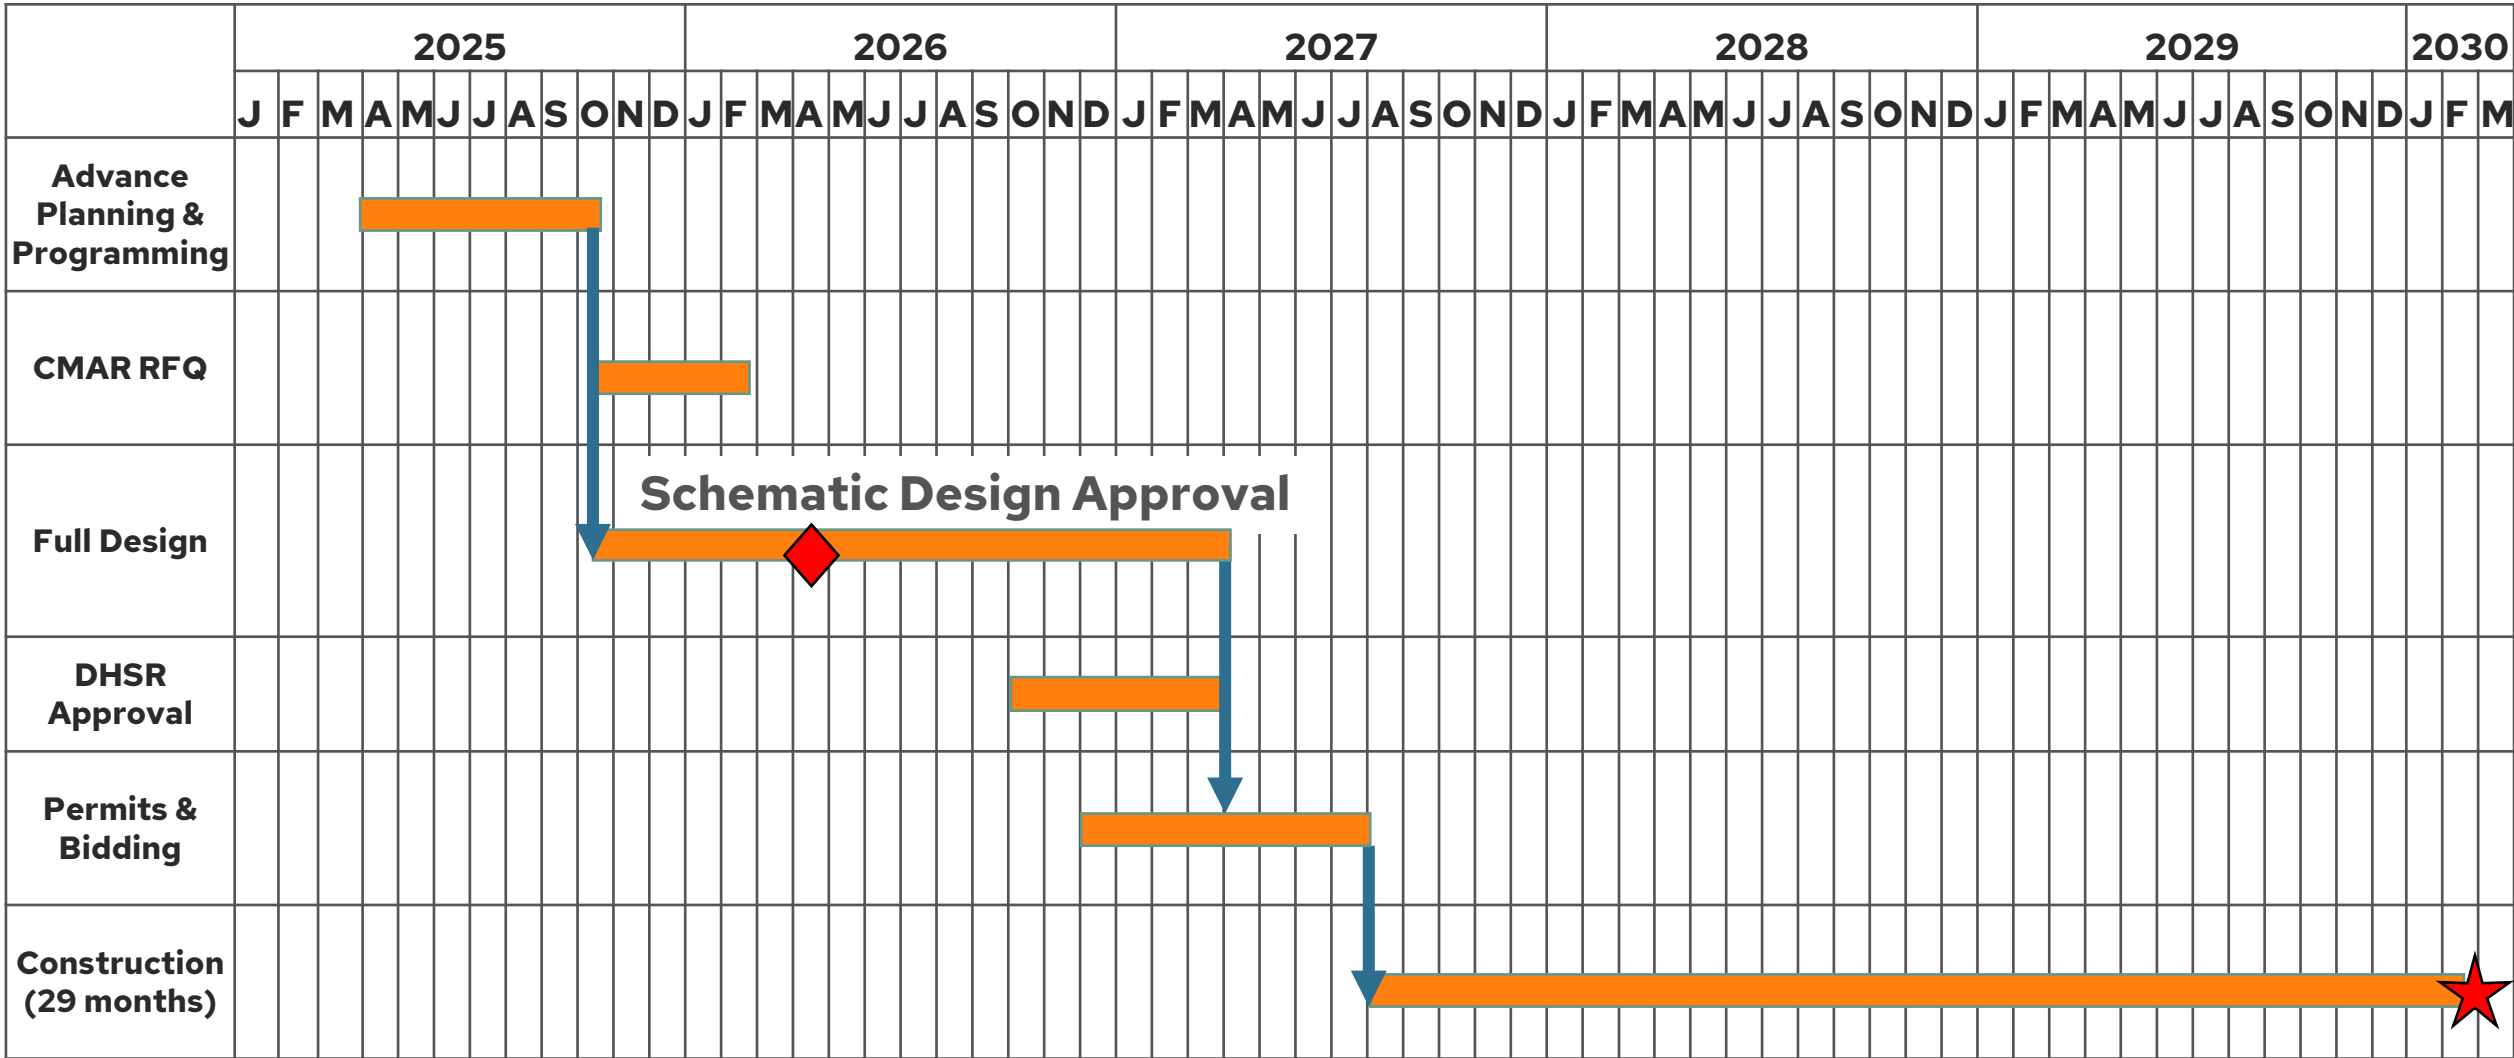 2025 2026 2027 2028 2029 2030
J F M A M J J A S O N D J F M A M J J A S O N D J F M A M J J A S O N D J F M A M J J A S O N D J F M A M J J A S O N D J F M
Advance
Planning &
Programming
CMAR RFQ
Schematic Design Approval
Full Design
DHSR
Approval
Permits &
Bidding
Construction
(29 months)